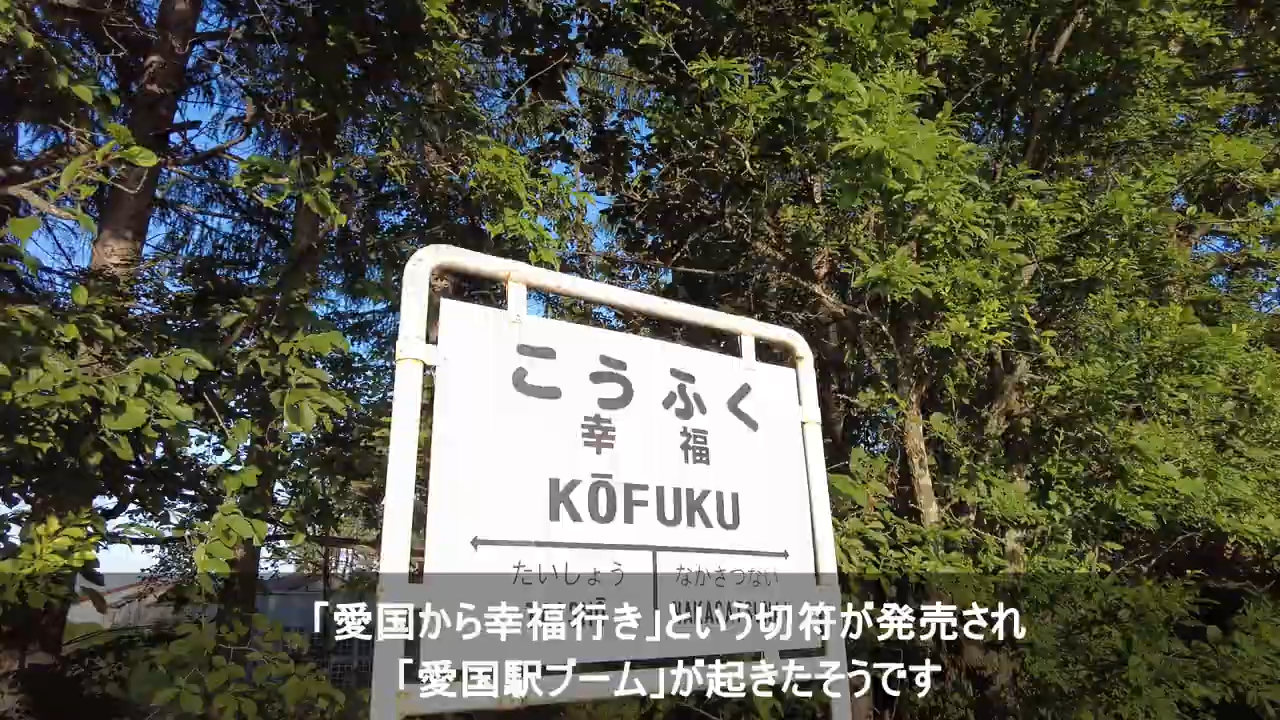 こうふく
幸福
KŌFUKU
たいしょう なかさつない
「愛国から幸福行き」という切符が発売され
「愛国駅ブーム」が起きたそうです